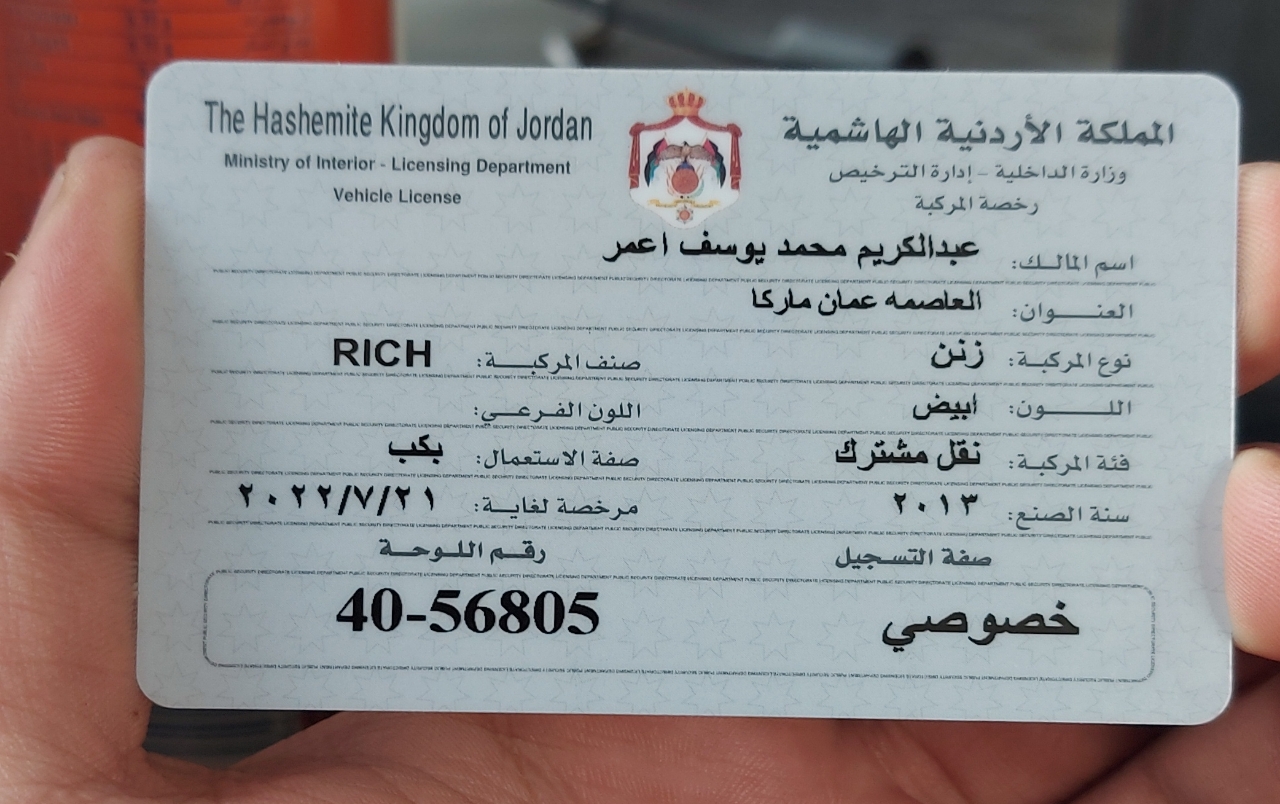 The Hashemite Kingdom of Jordan
Ministry of Interior - Licensing Department
Vehicle License
المملكة الأردنية الهاشمية
وزارة الداخلية - إدارة الترخيص
رخصة المركبة
اسم المالك: عبدالكريم محمد يوسف اعمر
العنوان: العاصمه عمان ماركا
نوع المركبة: زنن صنف المركبة: RICH
اللون: ابيض اللون الفرعي:
فئة المركبة: نقل مشترك صفة الاستعمال: بكب
سنة الصنع: ٢٠١٣ مرخصة لغاية: ٢٠٢٢/٧/٢١
صفة التسجيل رقم اللوحة
خصوصي 40-56805